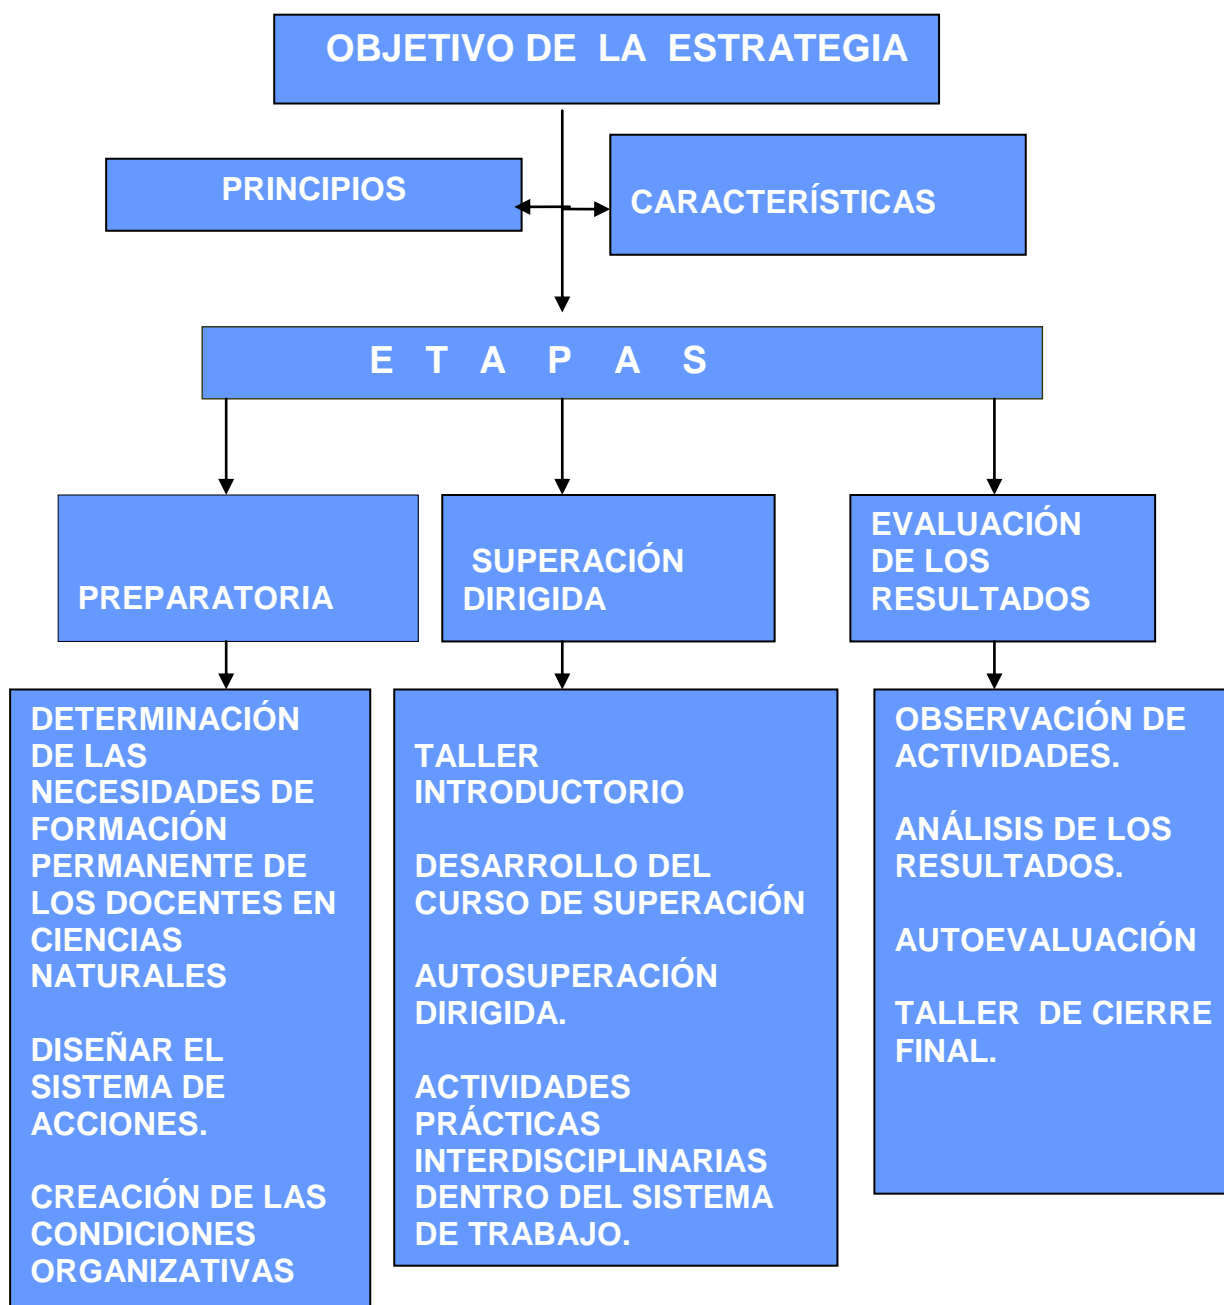 OBJETIVO DE LA ESTRATEGIA
PRINCIPIOS
CARACTERÍSTICAS
E T A P A S
PREPARATORIA
SUPERACIÓN
DIRIGIDA
EVALUACIÓN
DE LOS
RESULTADOS
DETERMINACIÓN
DE LAS
NECESIDADES DE
FORMACIÓN
PERMANENTE DE
LOS DOCENTES EN
CIENCIAS
NATURALES
DISEÑAR EL
SISTEMA DE
ACCIONES.
CREACIÓN DE LAS
CONDICIONES
ORGANIZATIVAS
TALLER
INTRODUCTORIO
DESARROLLO DEL
CURSO DE SUPERACIÓN
AUTOSUPERACIÓN
DIRIGIDA.
ACTIVIDADES
PRÁCTICAS
INTERDISCIPLINARIAS
DENTRO DEL SISTEMA
DE TRABAJO.
OBSERVACIÓN DE
ACTIVIDADES.
ANÁLISIS DE LOS
RESULTADOS.
AUTOEVALUACIÓN
TALLER DE CIERRE
FINAL.